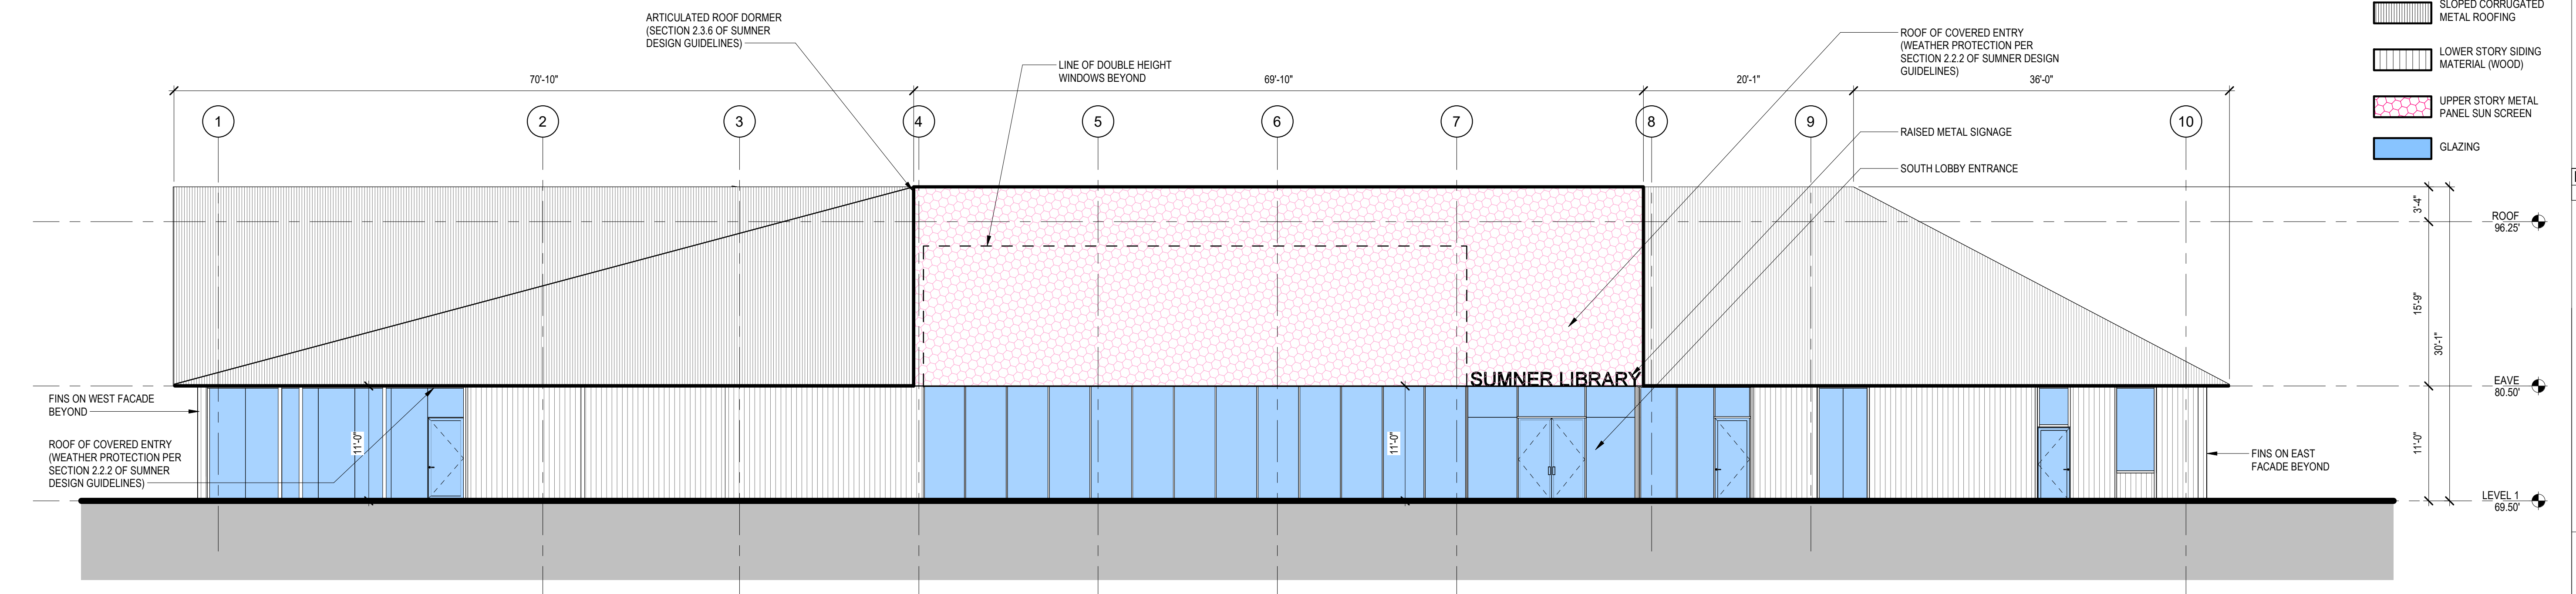 ARTICULATED ROOF DORMER
(SECTION 2.3.6 OF SUMNER
DESIGN GUIDELINES)
LINE OF DOUBLE HEIGHT
WINDOWS BEYOND
ROOF OF COVERED ENTRY
(WEATHER PROTECTION PER
SECTION 2.2.2 OF SUMNER DESIGN
GUIDELINES)
SLOPED CORRUGATED
METAL ROOFING
LOWER STORY SIDING
MATERIAL (WOOD)
UPPER STORY METAL
PANEL SUN SCREEN
GLAZING
70'-10"
69'-10"
20'-1"
36'-0"
1
2
3
4
5
6
7
8
9
10
RAISED METAL SIGNAGE
SOUTH LOBBY ENTRANCE
3'-4"
15'-9"
30'-1"
11'-0"
ROOF
96.25'
EAVE
80.50'
LEVEL 1
69.50'
SUMNER LIBRARY
FINS ON WEST FACADE
BEYOND
ROOF OF COVERED ENTRY
(WEATHER PROTECTION PER
SECTION 2.2.2 OF SUMNER
DESIGN GUIDELINES)
11'-0"
11'-0"
FINS ON EAST
FACADE BEYOND